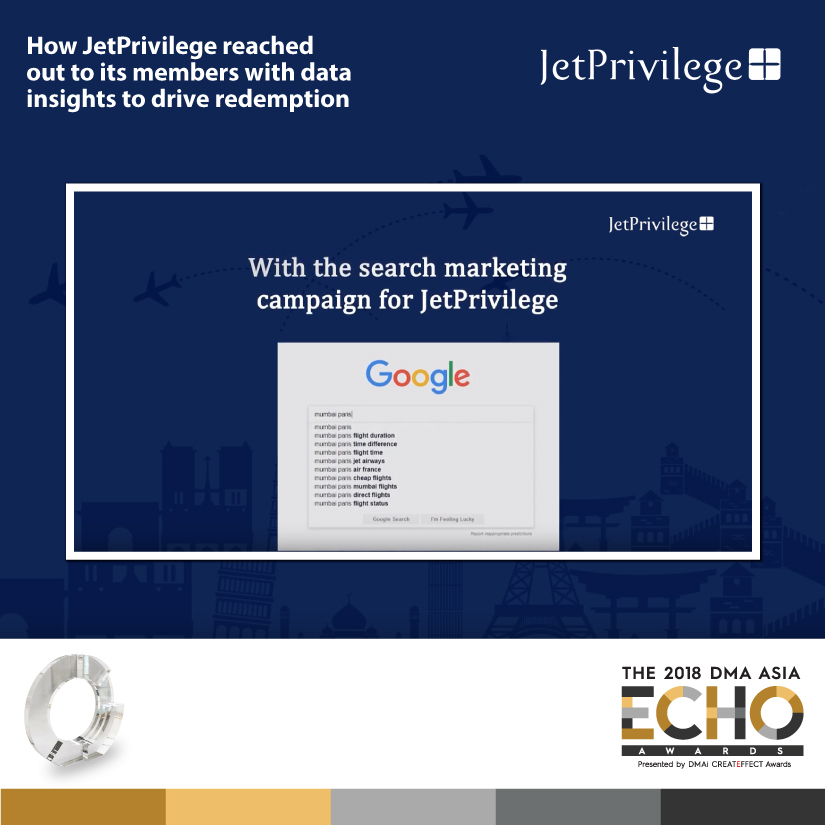 How JetPrivilege reached
out to its members with data
insights to drive redemption
JetPrivilege
JetPrivilege
With the search marketing
campaign for JetPrivilege
Google
mumbai paris
mumbai paris
mumbai paris flight duration
mumbai paris time difference
mumbai paris flight time
mumbai paris jet airways
mumbai paris air france
mumbai paris cheap flights
mumbai paris mumbai flights
mumbai paris direct flights
mumbai paris flight status
Google Search I'm Feeling Lucky
Report inappropriate predictions
THE 2018 DMA ASIA
ECHO
AWARDS
Presented by DMAi CREATEFFECT Awards